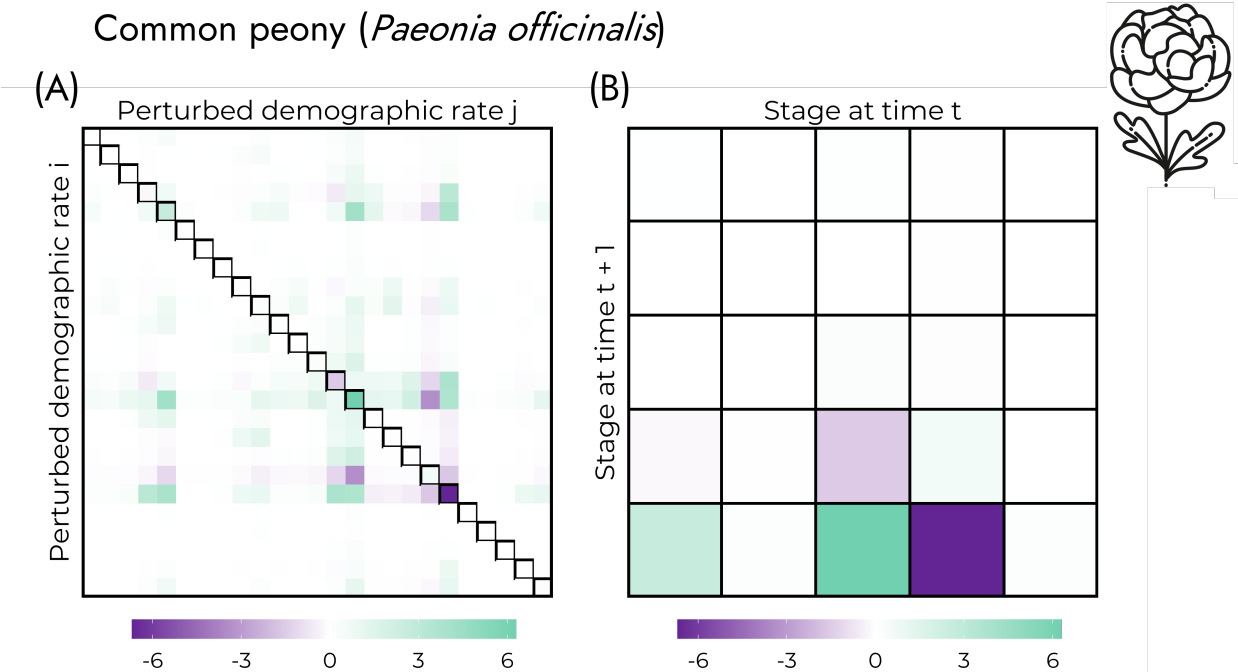 Common peony (Paeonia officinalis)
(A)
Perturbed demographic rate j
Perturbed demographic rate i
-6 -3 0 3 6
(B)
Stage at time t
Stage at time t + 1
-6 -3 0 3 6